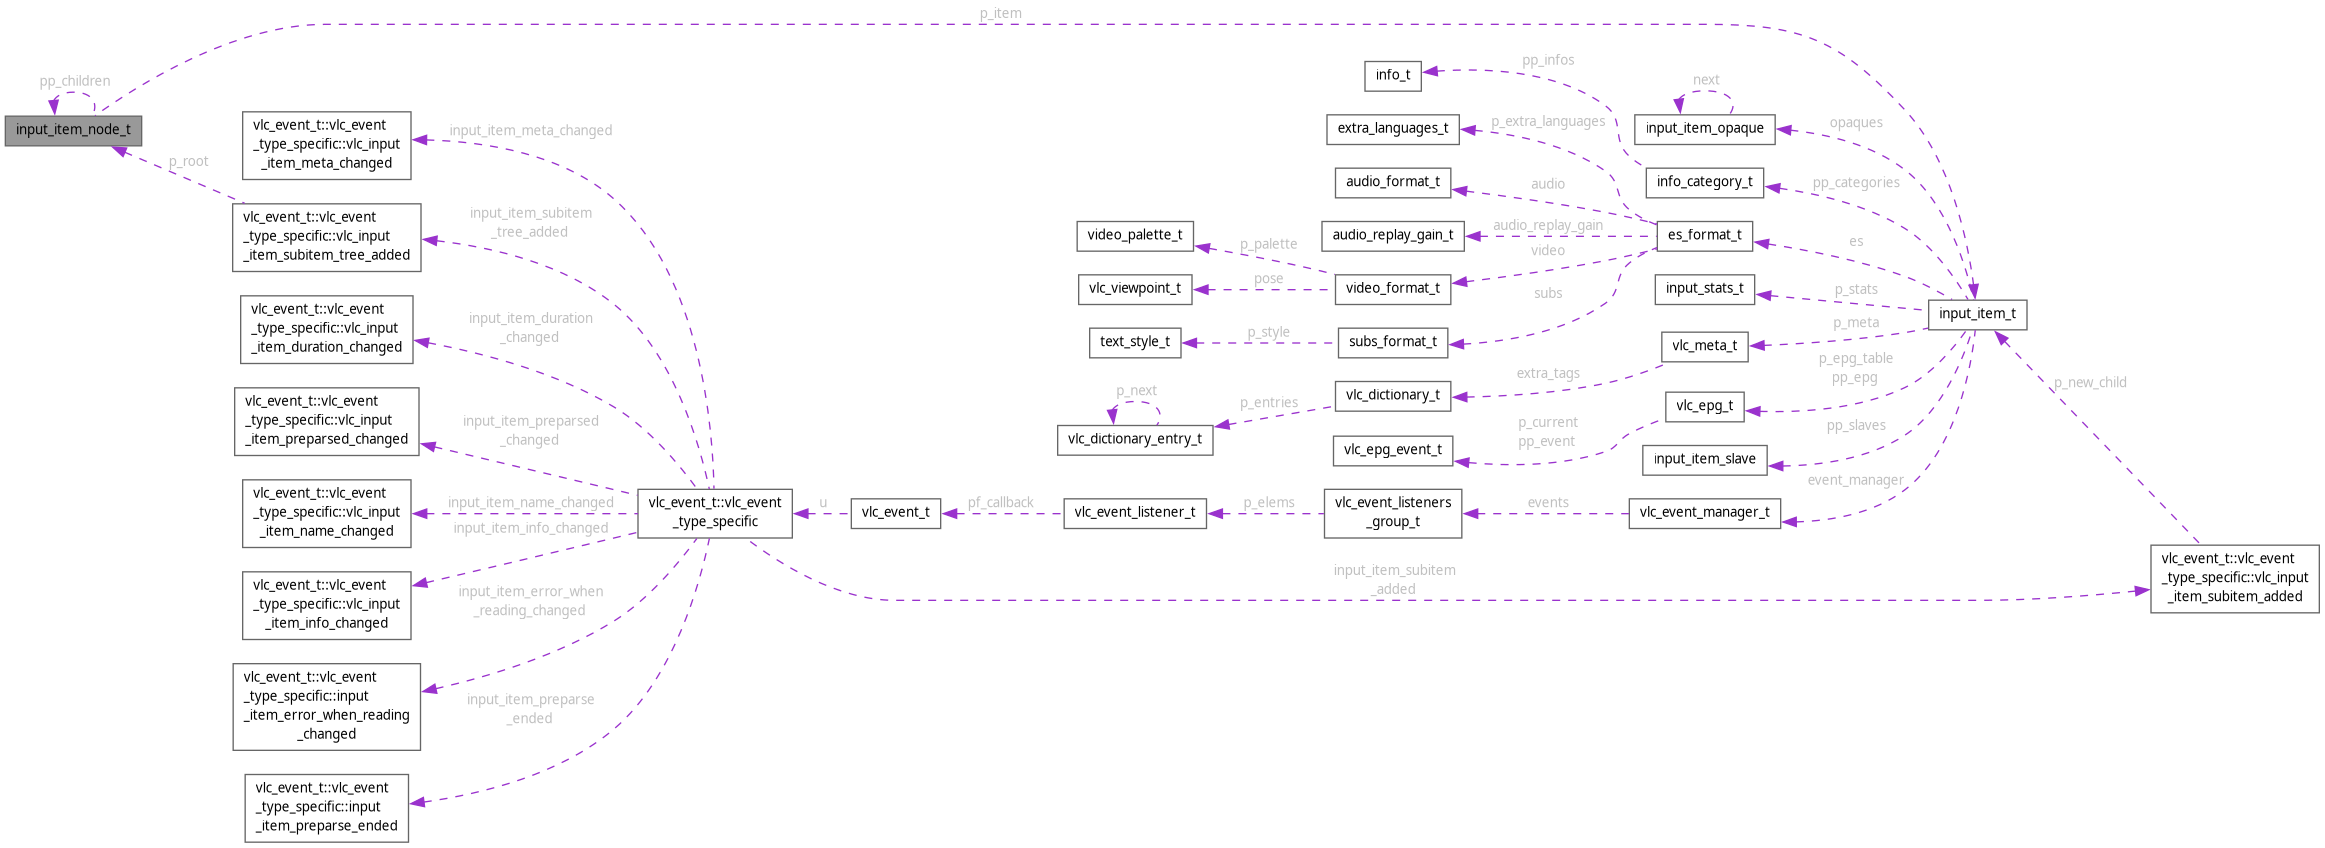 p_item
pp_children
input_item_node_t
p_root
vlc_event_t::vlc_event
_type_specific::vlc_input
_item_meta_changed
vlc_event_t::vlc_event
_type_specific::vlc_input
_item_subitem_tree_added
vlc_event_t::vlc_event
_type_specific::vlc_input
_item_duration_changed
vlc_event_t::vlc_event
_type_specific::vlc_input
_item_preparsed_changed
vlc_event_t::vlc_event
_type_specific::vlc_input
_item_name_changed
vlc_event_t::vlc_event
_type_specific::vlc_input
_item_info_changed
vlc_event_t::vlc_event
_type_specific::input
_item_error_when_reading
_changed
vlc_event_t::vlc_event
_type_specific::input
_item_preparse_ended
input_item_meta_changed
input_item_subitem
_tree_added
input_item_duration
_changed
input_item_preparsed
_changed
input_item_name_changed
input_item_info_changed
input_item_error_when
_reading_changed
input_item_preparse
_ended
vlc_event_t::vlc_event
_type_specific
u
vlc_event_t
pf_callback
vlc_event_listener_t
p_elems
vlc_event_listeners
_group_t
events
vlc_event_manager_t
event_manager
input_item_subitem
_added
video_palette_t
p_palette
vlc_viewpoint_t
pose
text_style_t
p_style
p_next
vlc_dictionary_entry_t
p_entries
info_t
pp_infos
extra_languages_t
p_extra_languages
audio_format_t
audio
audio_replay_gain_t
audio_replay_gain
video_format_t
video
subs_format_t
subs
vlc_dictionary_t
extra_tags
vlc_epg_event_t
p_current
pp_event
next
input_item_opaque
opaques
info_category_t
pp_categories
es_format_t
es
input_stats_t
p_stats
vlc_meta_t
p_meta
vlc_epg_t
p_epg_table
pp_epg
input_item_slave
pp_slaves
input_item_t
p_new_child
vlc_event_t::vlc_event
_type_specific::vlc_input
_item_subitem_added